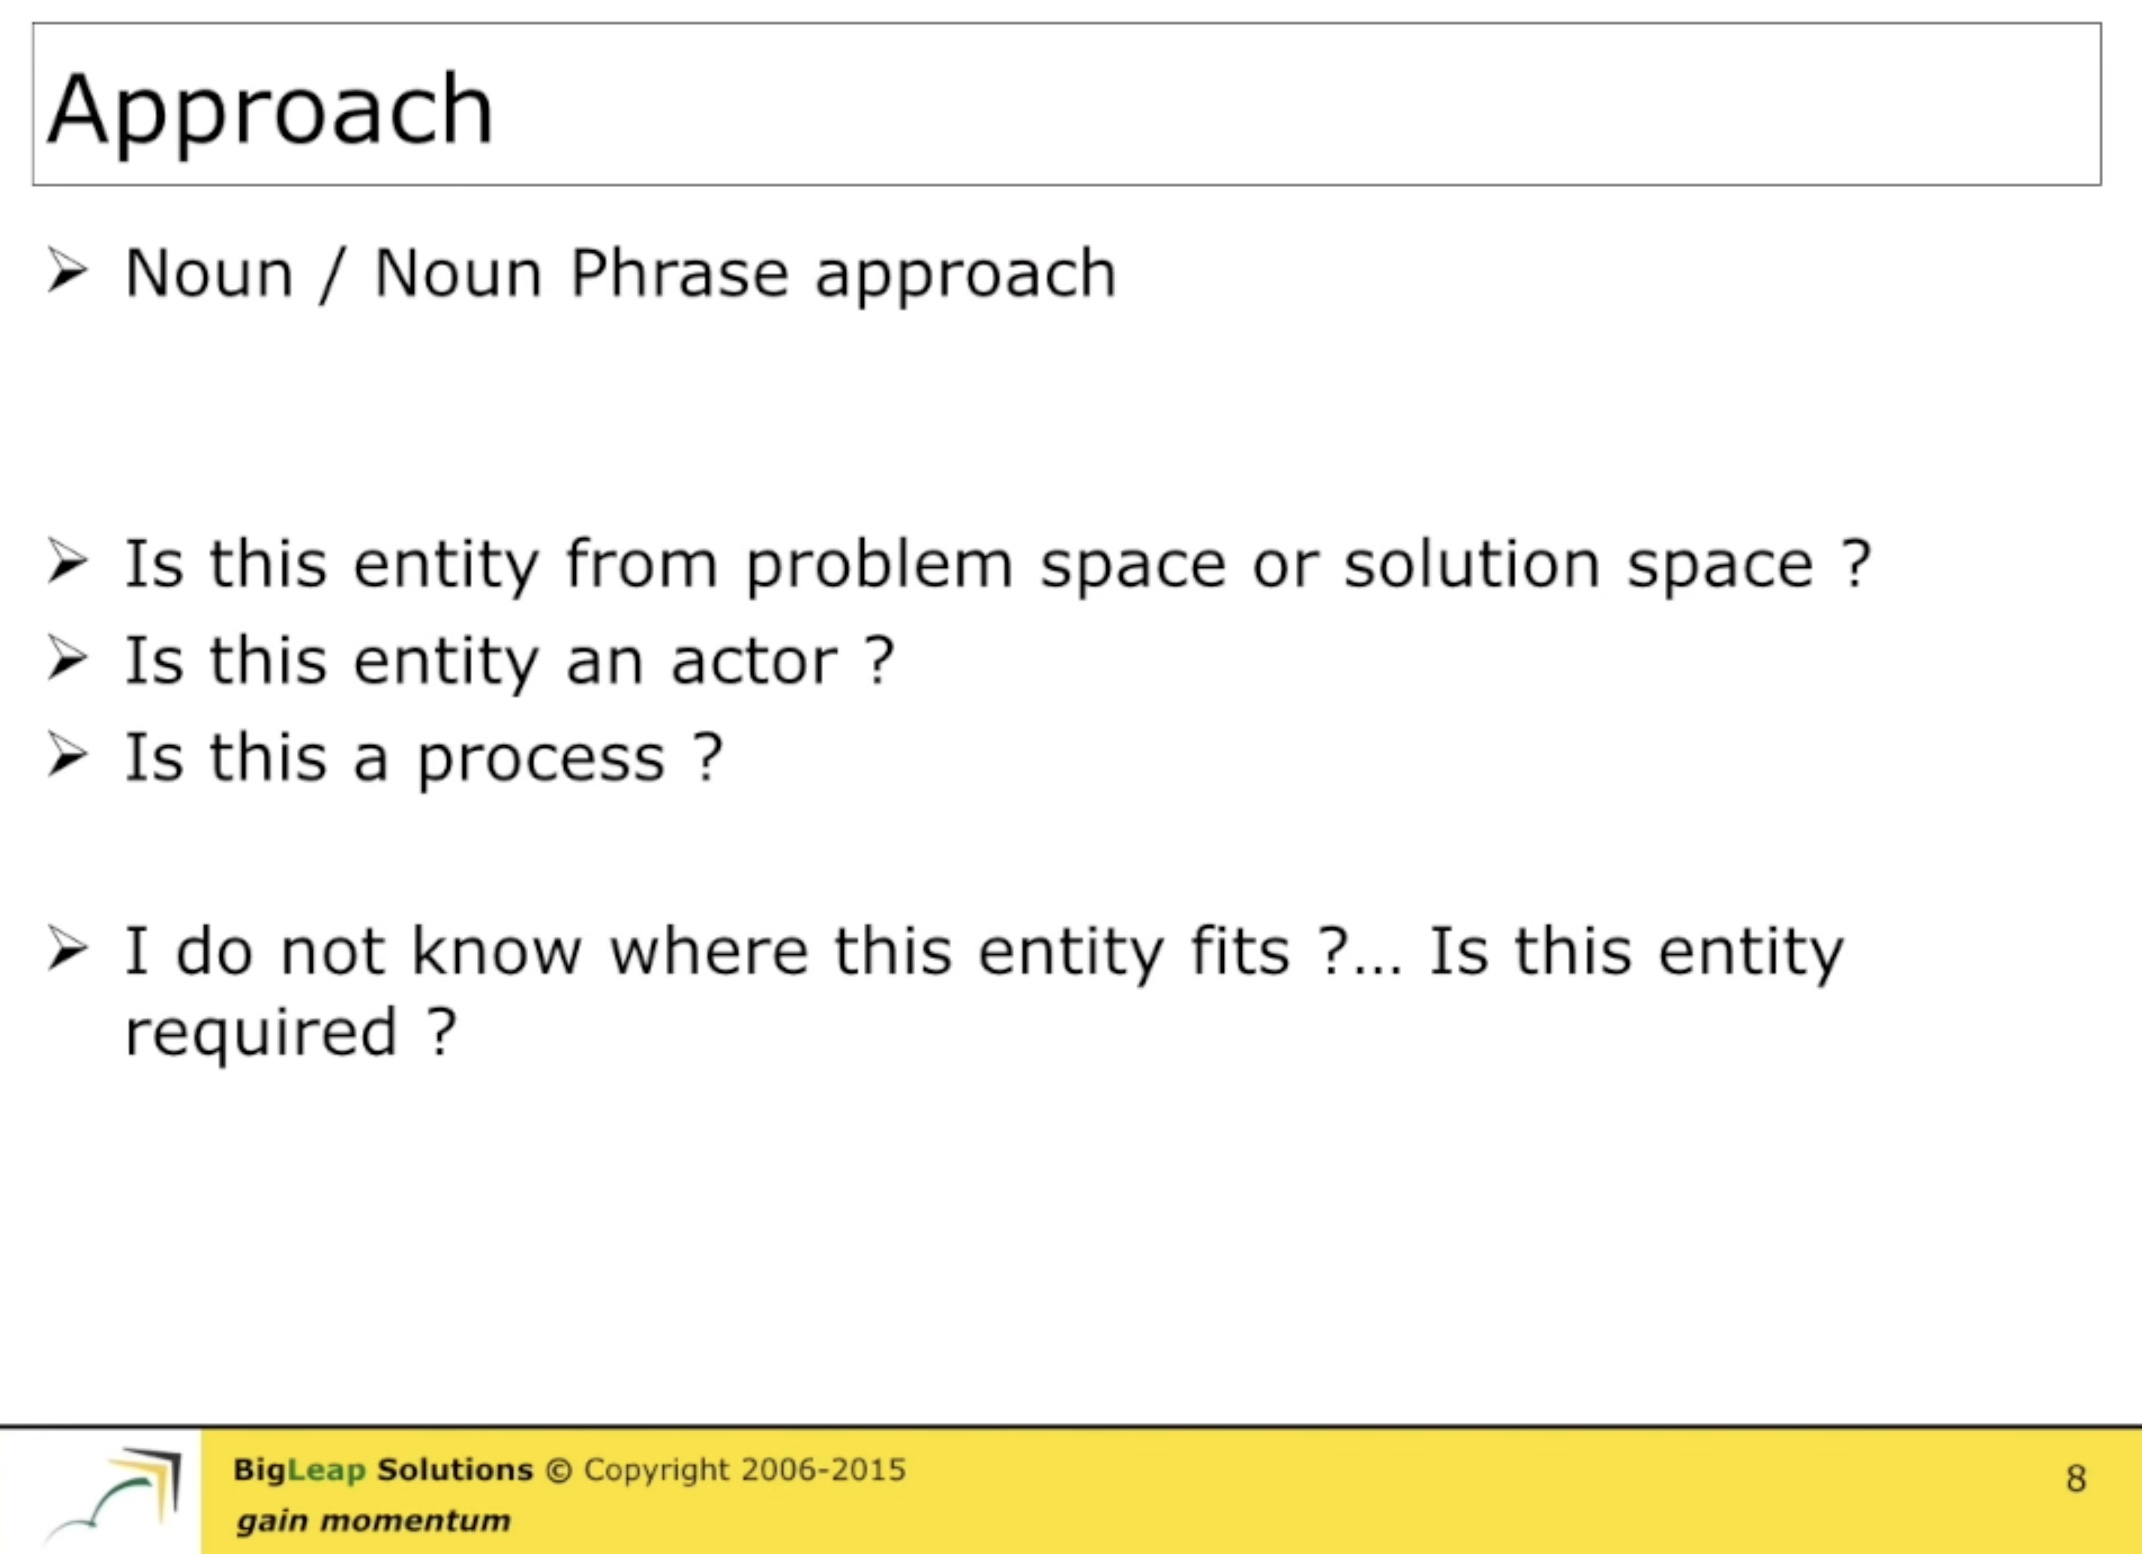 Approach
Noun / Noun Phrase approach
Is this entity from problem space or solution space ?
Is this entity an actor ?
Is this a process ?
I do not know where this entity fits ?... Is this entity
required ?
BigLeap Solutions © Copyright 2006-2015
gain momentum
8